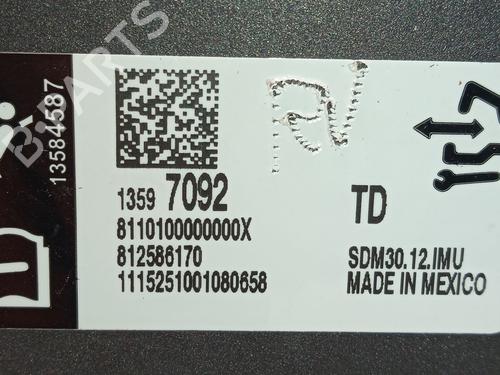 13584587
B-PARTS
RV
1359 7092
8110100000000X
812586170
1115251001080658
TD
SDM30.12.IMU
MADE IN MEXICO